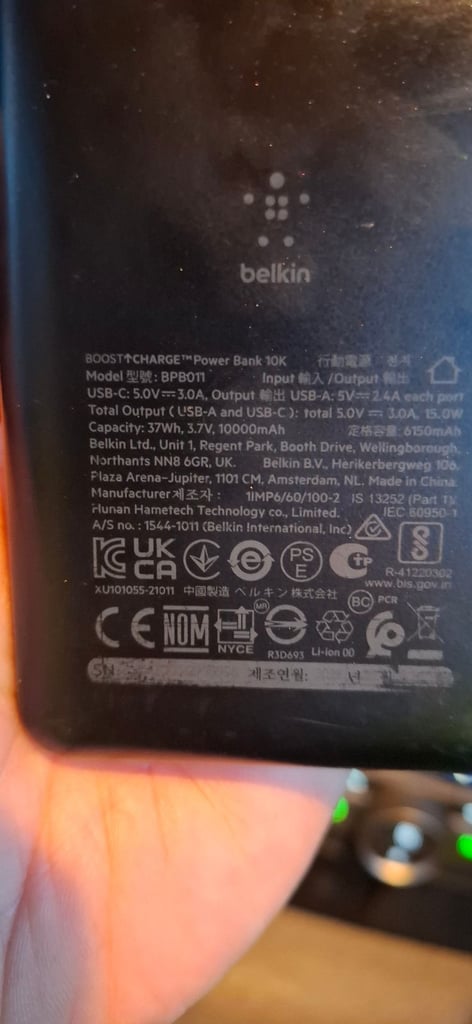 belkin
BOOST↑CHARGE™Power Bank 10K 行動電源
Model 型號: BPB011 Input 輸入 /Output 輸出
USB-C: 5.0V⎓3.0A, Output 輸出 USB-A: 5V⎓2.4A each port
Total Output (USB-A and USB-C): total 5.0V ⎓ 3.0A, 15.0W
Capacity: 37Wh, 3.7V, 10000mAh 定格容量: 6150mAh
Belkin Ltd., Unit 1, Regent Park, Booth Drive, Wellingborough,
Northants NN8 6GR, UK. Belkin B.V., Herikerbergweg 106,
Plaza Arena-Jupiter, 1101 CM, Amsterdam, NL. Made in China
Manufacturer제조자 : 1IMP6/60/100-2 IS 13252 (Part 1)/
Hunan Hametech Technology co., Limited. IEC 60950-1
A/S no. : 1544-1011 (Belkin International, Inc)
UK
CA
PS
E
R-41220302
www.bis.gov.in
XU101055-21011 中國製造 ベルキン株式会社
BC PCR
CE NOM
MR
NYCE
R3D693 Li-ion 00
SN 제조연월: 년 월